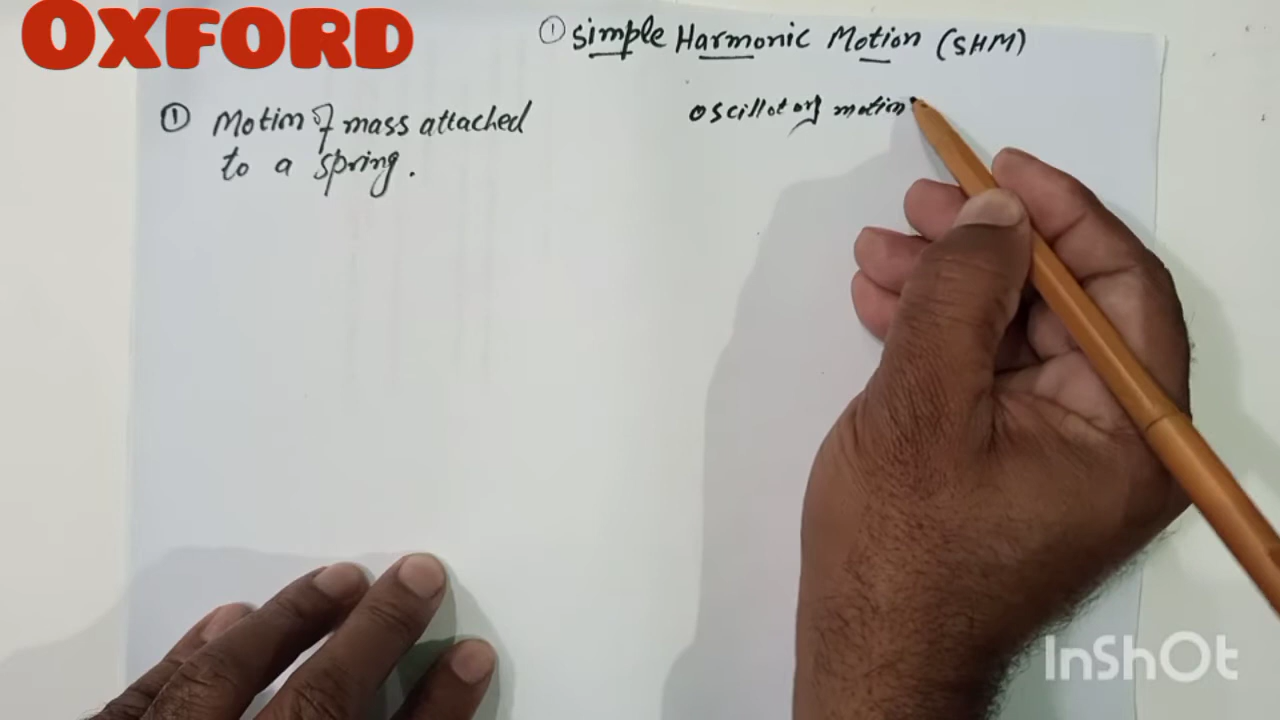 OXFORD
① Simple Harmonic Motion (SHM)
① Motion of mass attached
to a spring.
oscillatory motion
InShOt